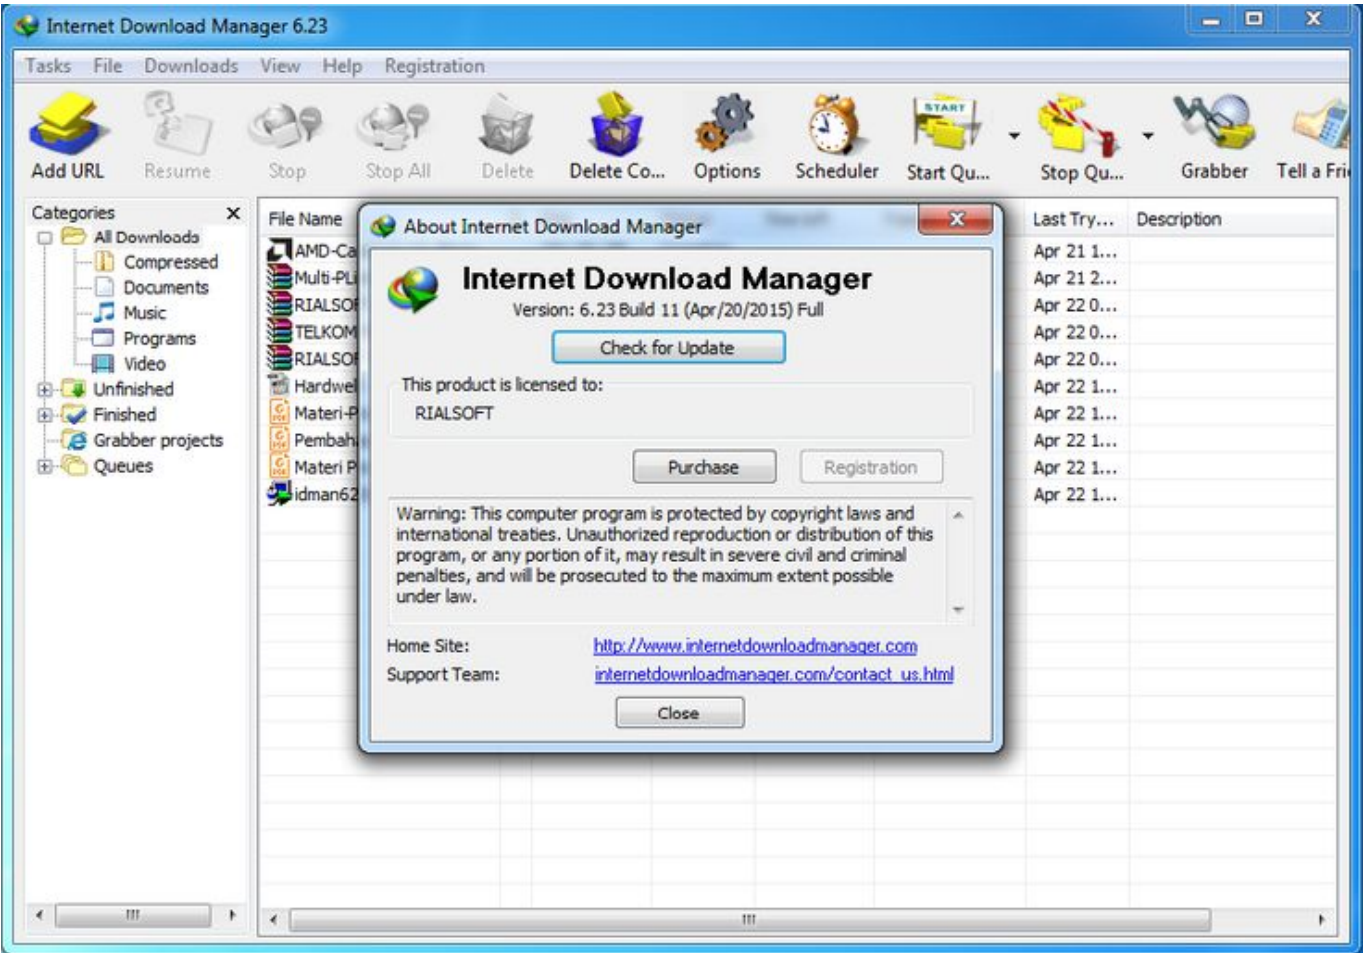 Internet Download Manager 6.23
Tasks File Downloads View Help Registration
Add URL Resume Stop Stop All Delete Delete Co... Options Scheduler Start Qu... Stop Qu... Grabber Tell a Fri
START
Categories
All Downloads
Compressed
Documents
Music
Programs
Video
Unfinished
Finished
Grabber projects
Queues
File Name Last Try... Description
AMD-Ca Apr 21 1...
Multi-PLi Apr 21 2...
RIALSOF Apr 22 0...
TELKOM Apr 22 0...
RIALSOF Apr 22 0...
Hardwel Apr 22 1...
Materi-P Apr 22 1...
Pembaha Apr 22 1...
Materi P Apr 22 1...
idman62 Apr 22 1...
About Internet Download Manager
Internet Download Manager
Version: 6.23 Build 11 (Apr/20/2015) Full
Check for Update
This product is licensed to:
RIALSOFT
Purchase Registration
Warning: This computer program is protected by copyright laws and
international treaties. Unauthorized reproduction or distribution of this
program, or any portion of it, may result in severe civil and criminal
penalties, and will be prosecuted to the maximum extent possible
under law.
Home Site: http://www.internetdownloadmanager.com
Support Team: internetdownloadmanager.com/contact_us.html
Close